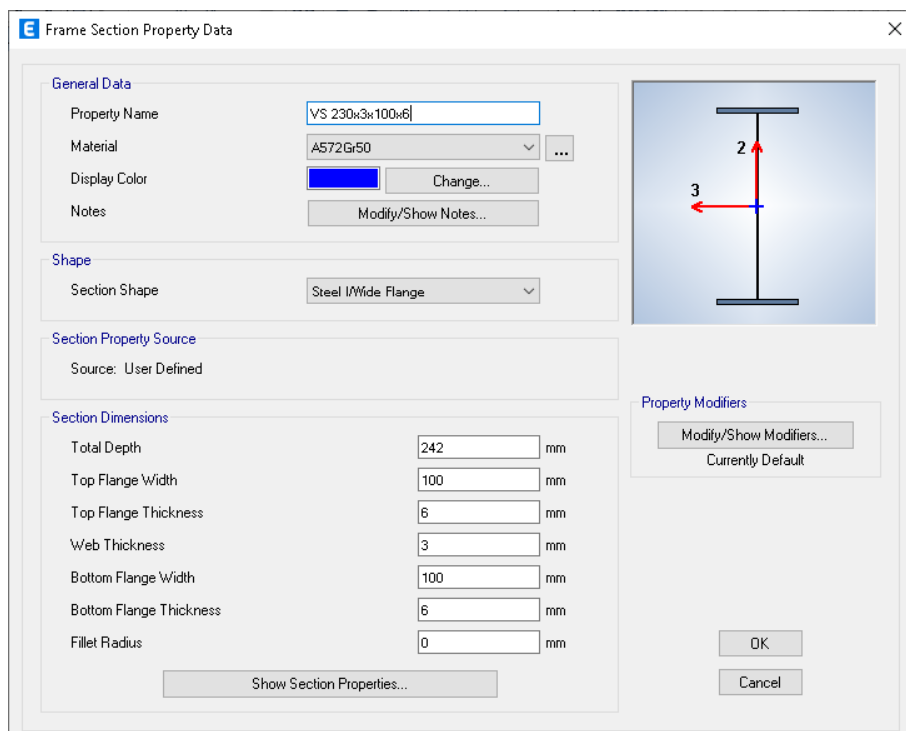 E Frame Section Property Data
General Data
Property Name VS 230x3x100x6
Material A572Gr50 ...
Display Color Change...
Notes Modify/Show Notes...
2
3
Shape
Section Shape Steel I/Wide Flange
Section Property Source
Source: User Defined
Property Modifiers
Modify/Show Modifiers...
Currently Default
Section Dimensions
Total Depth 242 mm
Top Flange Width 100 mm
Top Flange Thickness 6 mm
Web Thickness 3 mm
Bottom Flange Width 100 mm
Bottom Flange Thickness 6 mm
Fillet Radius 0 mm
Show Section Properties...
OK
Cancel